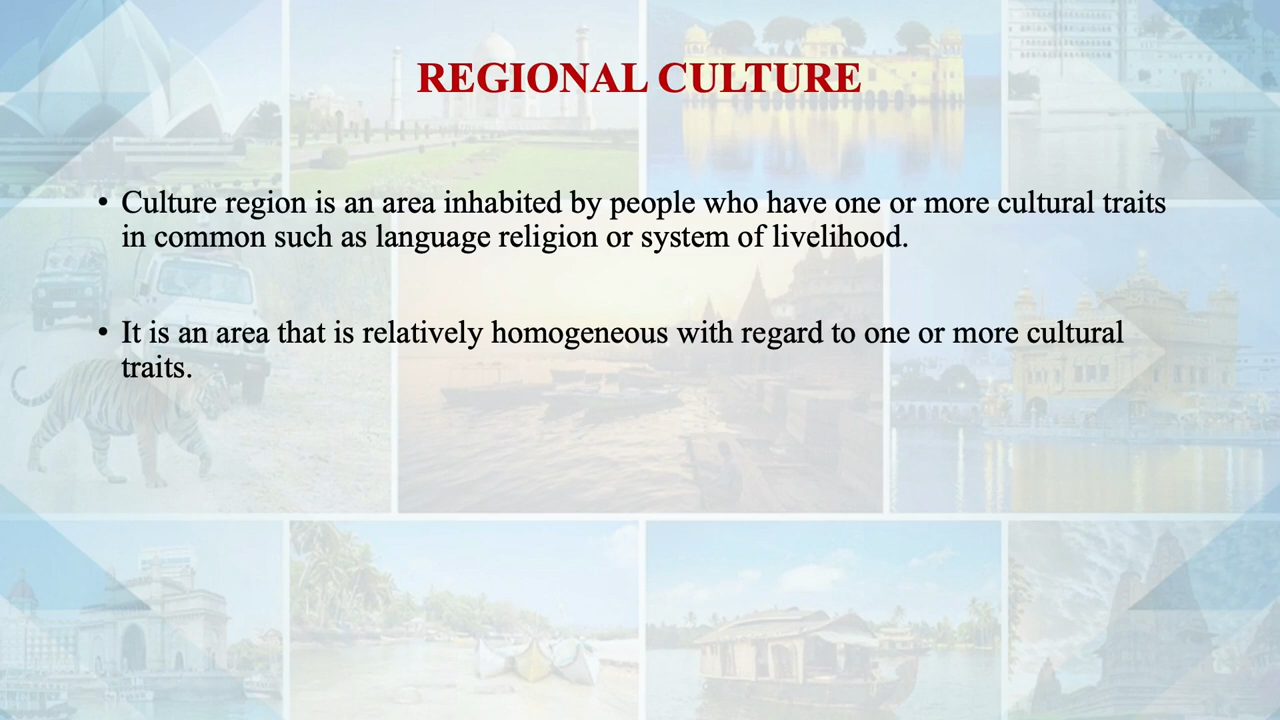 REGIONAL CULTURE
• Culture region is an area inhabited by people who have one or more cultural traits
in common such as language religion or system of livelihood.
• It is an area that is relatively homogeneous with regard to one or more cultural
traits.